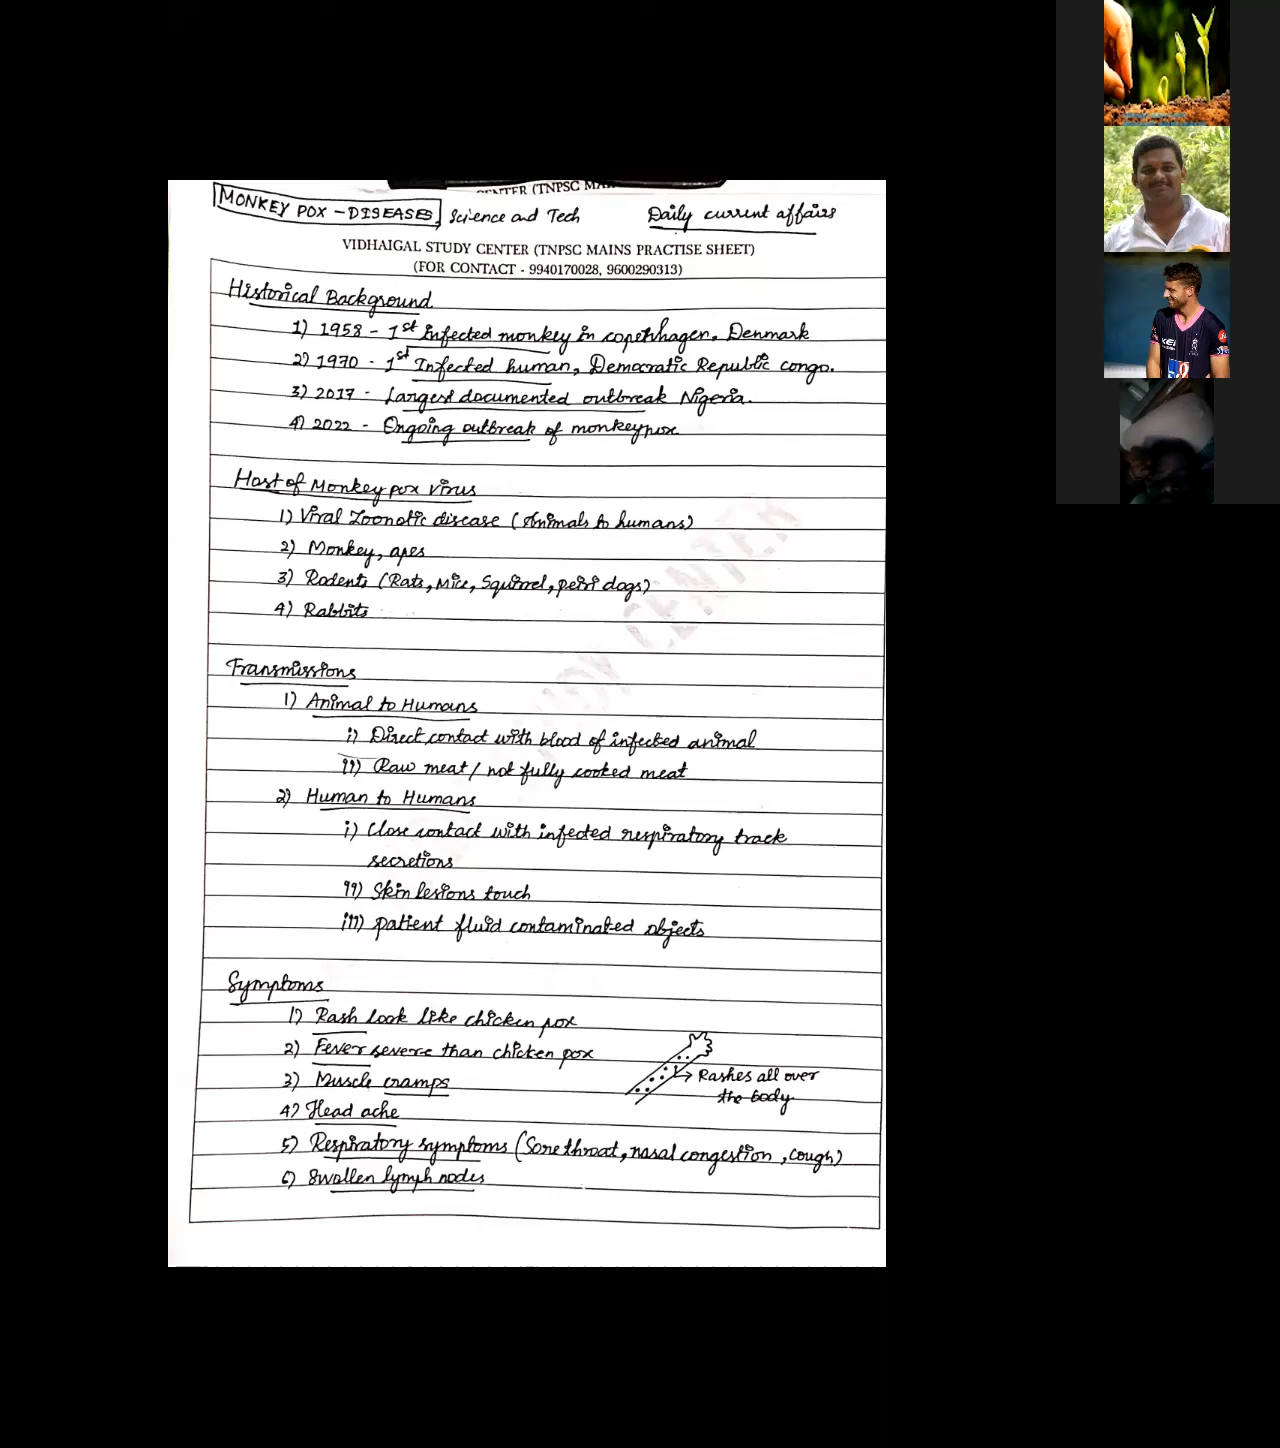 CENTER (TNPSC MA
MONKEY POX - DISEASES, Science and Tech Daily current affairs
VIDHAIGAL STUDY CENTER (TNPSC MAINS PRACTISE SHEET)
(FOR CONTACT - 9940170028, 9600290313)
Historical Background
1) 1958 - 1st Infected monkey in copenhagen, Denmark
2) 1970 - 1st Infected human, Democratic Republic congo.
3) 2017 - Largest documented outbreak Nigeria.
4) 2022 - Ongoing outbreak of monkeypox
Host of Monkey pox virus
1) Viral Zoonotic disease (Animals to humans)
2) Monkey, apes
3) Rodents (Rats, Mice, Squirrel, peiri dogs)
4) Rabbits
STUDY CENTER
Transmissions
1) Animal to Humans
i) Direct contact with blood of infected animal
ii) Raw meat / not fully cooked meat
2) Human to Humans
i) Close contact with infected respiratory track
secretions
ii) Skin lesions touch
iii) patient fluid contaminated objects
Symptoms
1) Rash look like chicken pox
2) Fever severe than chicken pox
3) Muscle cramps
→ Rashes all over
the body
4) Head ache
5) Respiratory symptoms (Sore throat, nasal congestion, cough)
6) Swollen lymph nodes